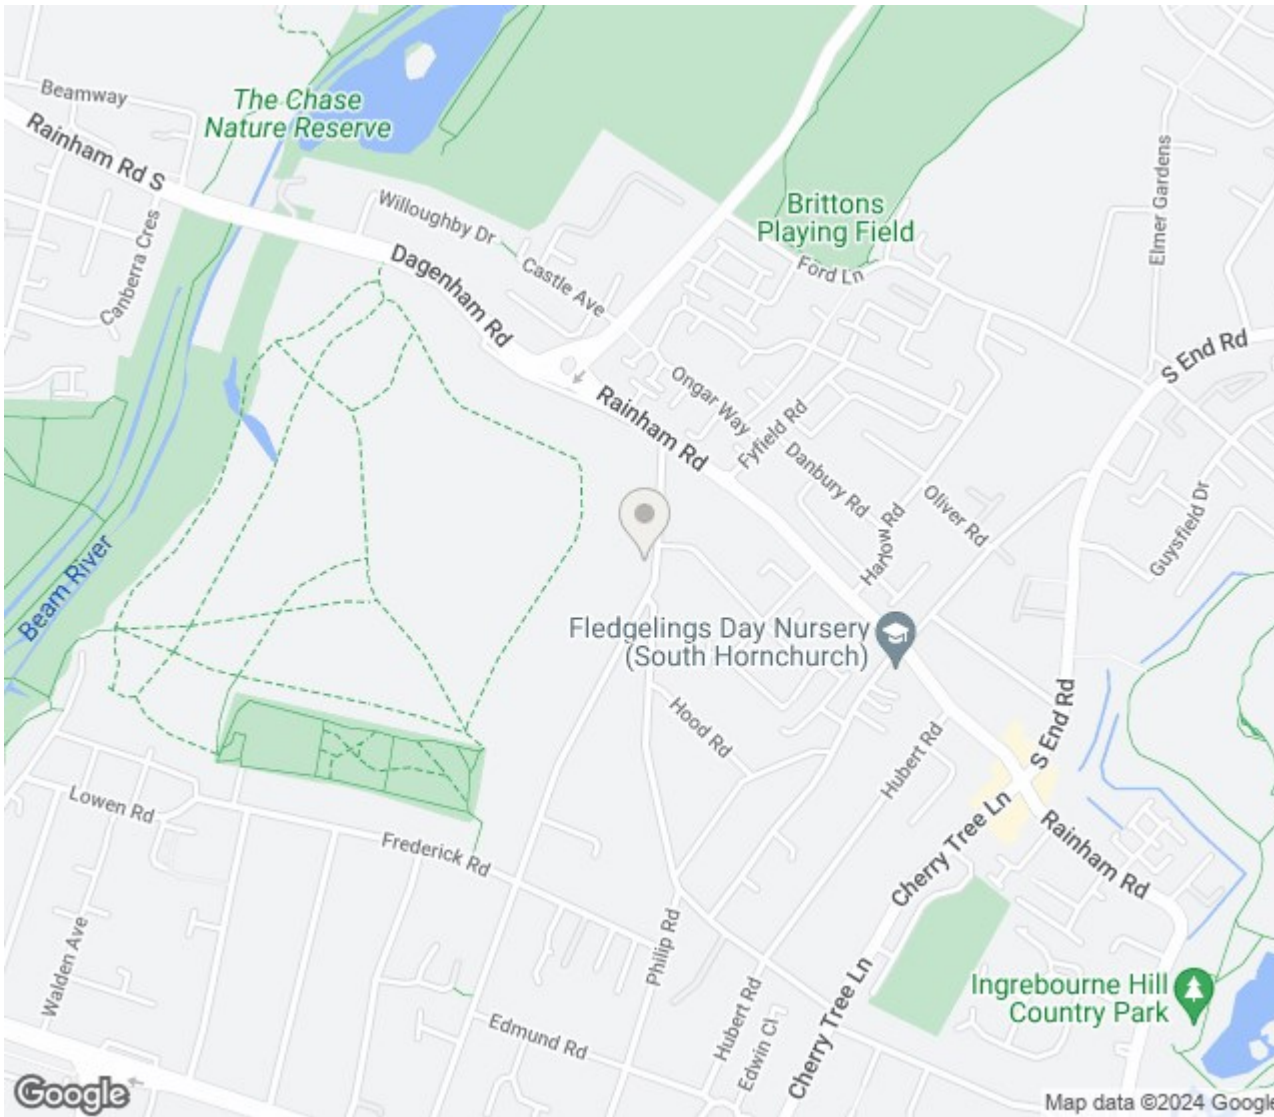 Beamway
The Chase
Nature Reserve
Rainham Rd S
Canberra Cres
Willoughby Dr
Castle Ave
Dagenham Rd
Brittons
Playing Field
Ford Ln
Elmer Gardens
S End Rd
Rainham Rd
Ongar Way
Fyfield Rd
Danbury Rd
Harlow Rd
Oliver Rd
Guysfield Dr
Beam River
Fledgelings Day Nursery
(South Hornchurch)
Hood Rd
Hubert Rd
S End Rd
Lowen Rd
Frederick Rd
Cherry Tree Ln
Rainham Rd
Walden Ave
Philip Rd
Edmund Rd
Hubert Rd
Edwin Cl
Cherry Tree Ln
Ingrebourne Hill
Country Park
Google
Map data ©2024 Google